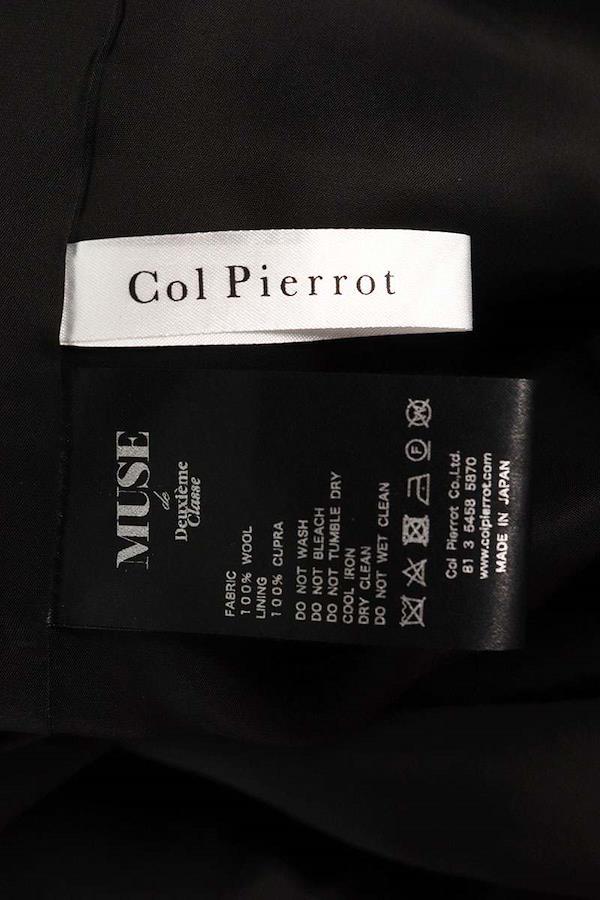 Col Pierrot
MUSE
de
Deuxième
Classe
FABRIC
100% WOOL
LINING
100% CUPRA
DO NOT WASH
DO NOT BLEACH
DO NOT TUMBLE DRY
COOL IRON
DRY CLEAN
DO NOT WET CLEAN
F
W
Col Pierrot Co.,Ltd.
81 3 5458 5870
www.colpierrot.com
MADE IN JAPAN